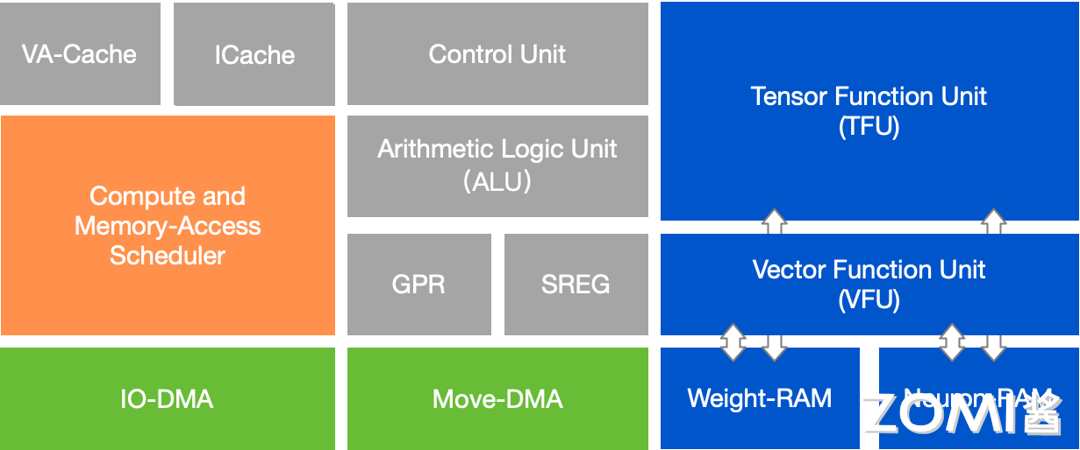 VA-Cache
ICache
Control Unit
Tensor Function Unit
(TFU)
Arithmetic Logic Unit
（ALU）
Compute and
Memory-Access
Scheduler
GPR
SREG
Vector Function Unit
(VFU)
IO-DMA
Move-DMA
Weight-RAM
Neuron-RAM
ZOMI酱